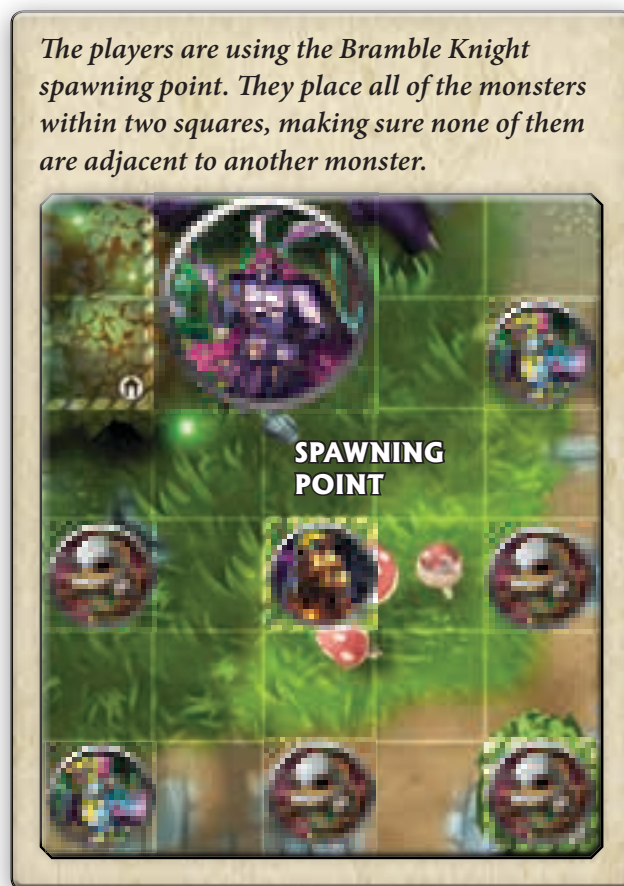 The players are using the Bramble Knight
spawning point. They place all of the monsters
within two squares, making sure none of them
are adjacent to another monster.
SPAWNING
POINT